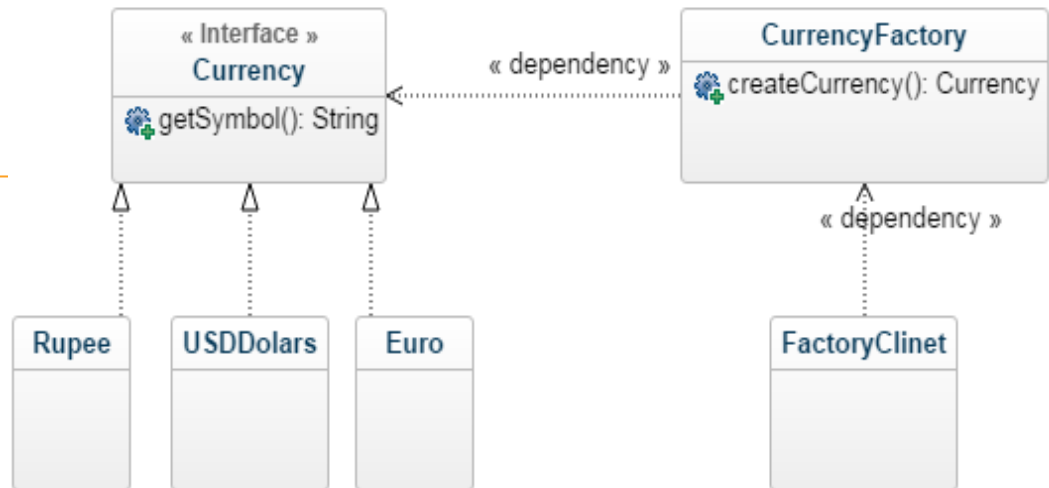 « Interface »
Currency
getSymbol(): String
« dependency »
CurrencyFactory
createCurrency(): Currency
« dependency »
Rupee
USDDolars
Euro
FactoryClinet